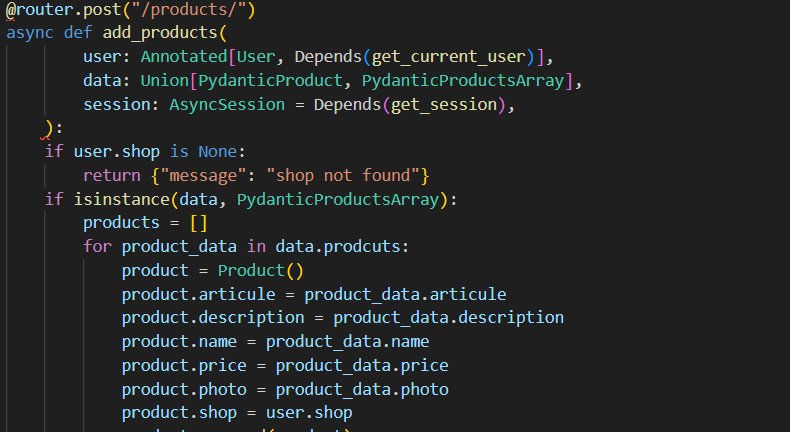 @router.post("/products/")
async def add_products(
        user: Annotated[User, Depends(get_current_user)],
        data: Union[PydanticProduct, PydanticProductsArray],
        session: AsyncSession = Depends(get_session),
    ):
    if user.shop is None:
        return {"message": "shop not found"}
    if isinstance(data, PydanticProductsArray):
        products = []
        for product_data in data.prodcuts:
            product = Product()
            product.articule = product_data.articule
            product.description = product_data.description
            product.name = product_data.name
            product.price = product_data.price
            product.photo = product_data.photo
            product.shop = user.shop